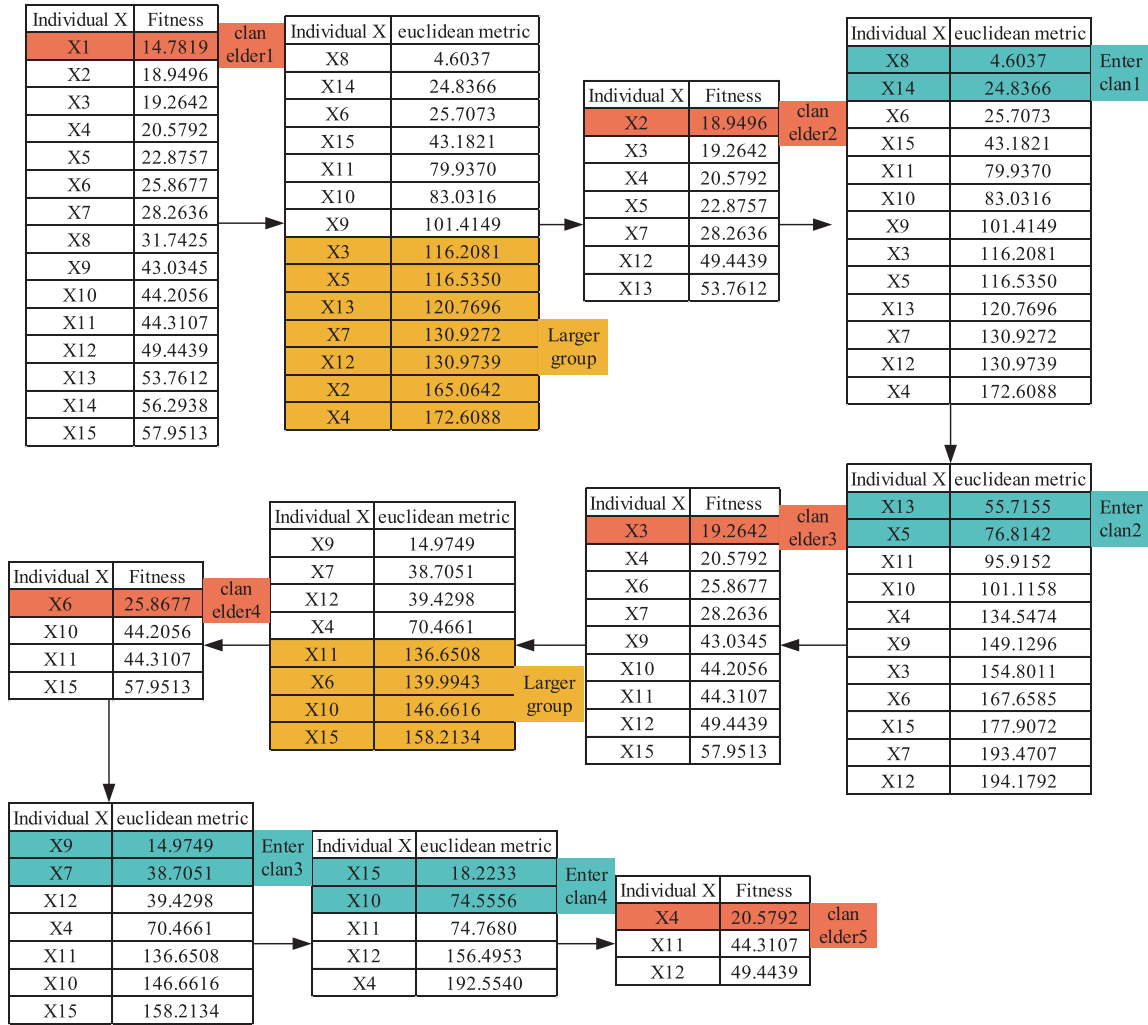 Individual X Fitness
X1 14.7819
X2 18.9496
X3 19.2642
X4 20.5792
X5 22.8757
X6 25.8677
X7 28.2636
X8 31.7425
X9 43.0345
X10 44.2056
X11 44.3107
X12 49.4439
X13 53.7612
X14 56.2938
X15 57.9513
clan
elder1
Individual X euclidean metric
X8 4.6037
X14 24.8366
X6 25.7073
X15 43.1821
X11 79.9370
X10 83.0316
X9 101.4149
X3 116.2081
X5 116.5350
X13 120.7696
X7 130.9272
X12 130.9739
X2 165.0642
X4 172.6088
Larger
group
Individual X Fitness
X2 18.9496
X3 19.2642
X4 20.5792
X5 22.8757
X7 28.2636
X12 49.4439
X13 53.7612
clan
elder2
Individual X euclidean metric
X8 4.6037
X14 24.8366
X6 25.7073
X15 43.1821
X11 79.9370
X10 83.0316
X9 101.4149
X3 116.2081
X5 116.5350
X13 120.7696
X7 130.9272
X12 130.9739
X4 172.6088
Enter
clan1
Individual X euclidean metric
X13 55.7155
X5 76.8142
X11 95.9152
X10 101.1158
X4 134.5474
X9 149.1296
X3 154.8011
X6 167.6585
X15 177.9072
X7 193.4707
X12 194.1792
Enter
clan2
Individual X Fitness
X3 19.2642
X4 20.5792
X6 25.8677
X7 28.2636
X9 43.0345
X10 44.2056
X11 44.3107
X12 49.4439
X15 57.9513
clan
elder3
Individual X euclidean metric
X9 14.9749
X7 38.7051
X12 39.4298
X4 70.4661
X11 136.6508
X6 139.9943
X10 146.6616
X15 158.2134
Larger
group
Individual X Fitness
X6 25.8677
X10 44.2056
X11 44.3107
X15 57.9513
clan
elder4
Individual X euclidean metric
X9 14.9749
X7 38.7051
X12 39.4298
X4 70.4661
X11 136.6508
X10 146.6616
X15 158.2134
Enter
clan3
Individual X euclidean metric
X15 18.2233
X10 74.5556
X11 74.7680
X12 156.4953
X4 192.5540
Enter
clan4
Individual X Fitness
X4 20.5792
X11 44.3107
X12 49.4439
clan
elder5